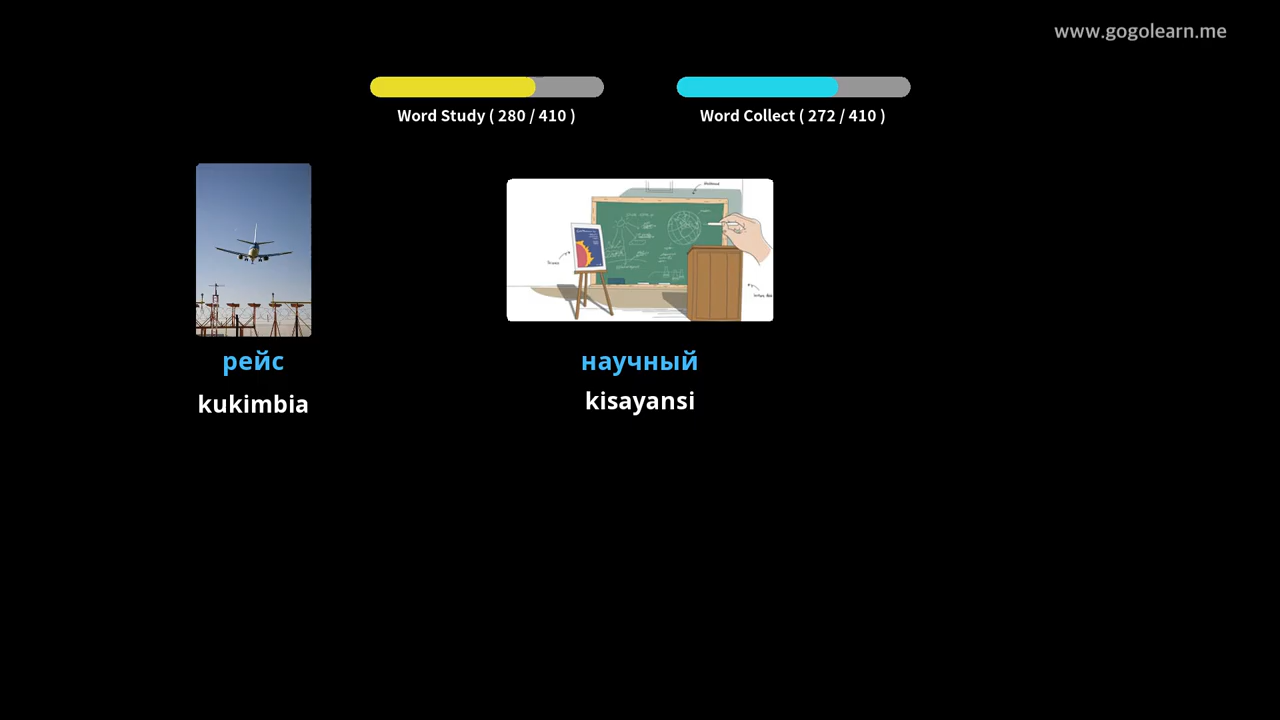 www.gogolearn.me
Word Study ( 280 / 410 )
Word Collect ( 272 / 410 )
рейс
научный
kukimbia
kisayansi